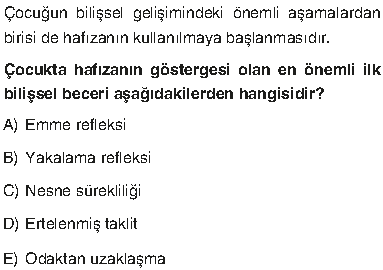 Çocuğun bilişsel gelişimindeki önemli aşamalardan
birisi de hafızanın kullanılmaya başlanmasıdır.
Çocukta hafızanın göstergesi olan en önemli ilk
bilişsel beceri aşağıdakilerden hangisidir?
A) Emme refleksi
B) Yakalama refleksi
C) Nesne sürekliliği
D) Ertelenmiş taklit
E) Odaktan uzaklaşma